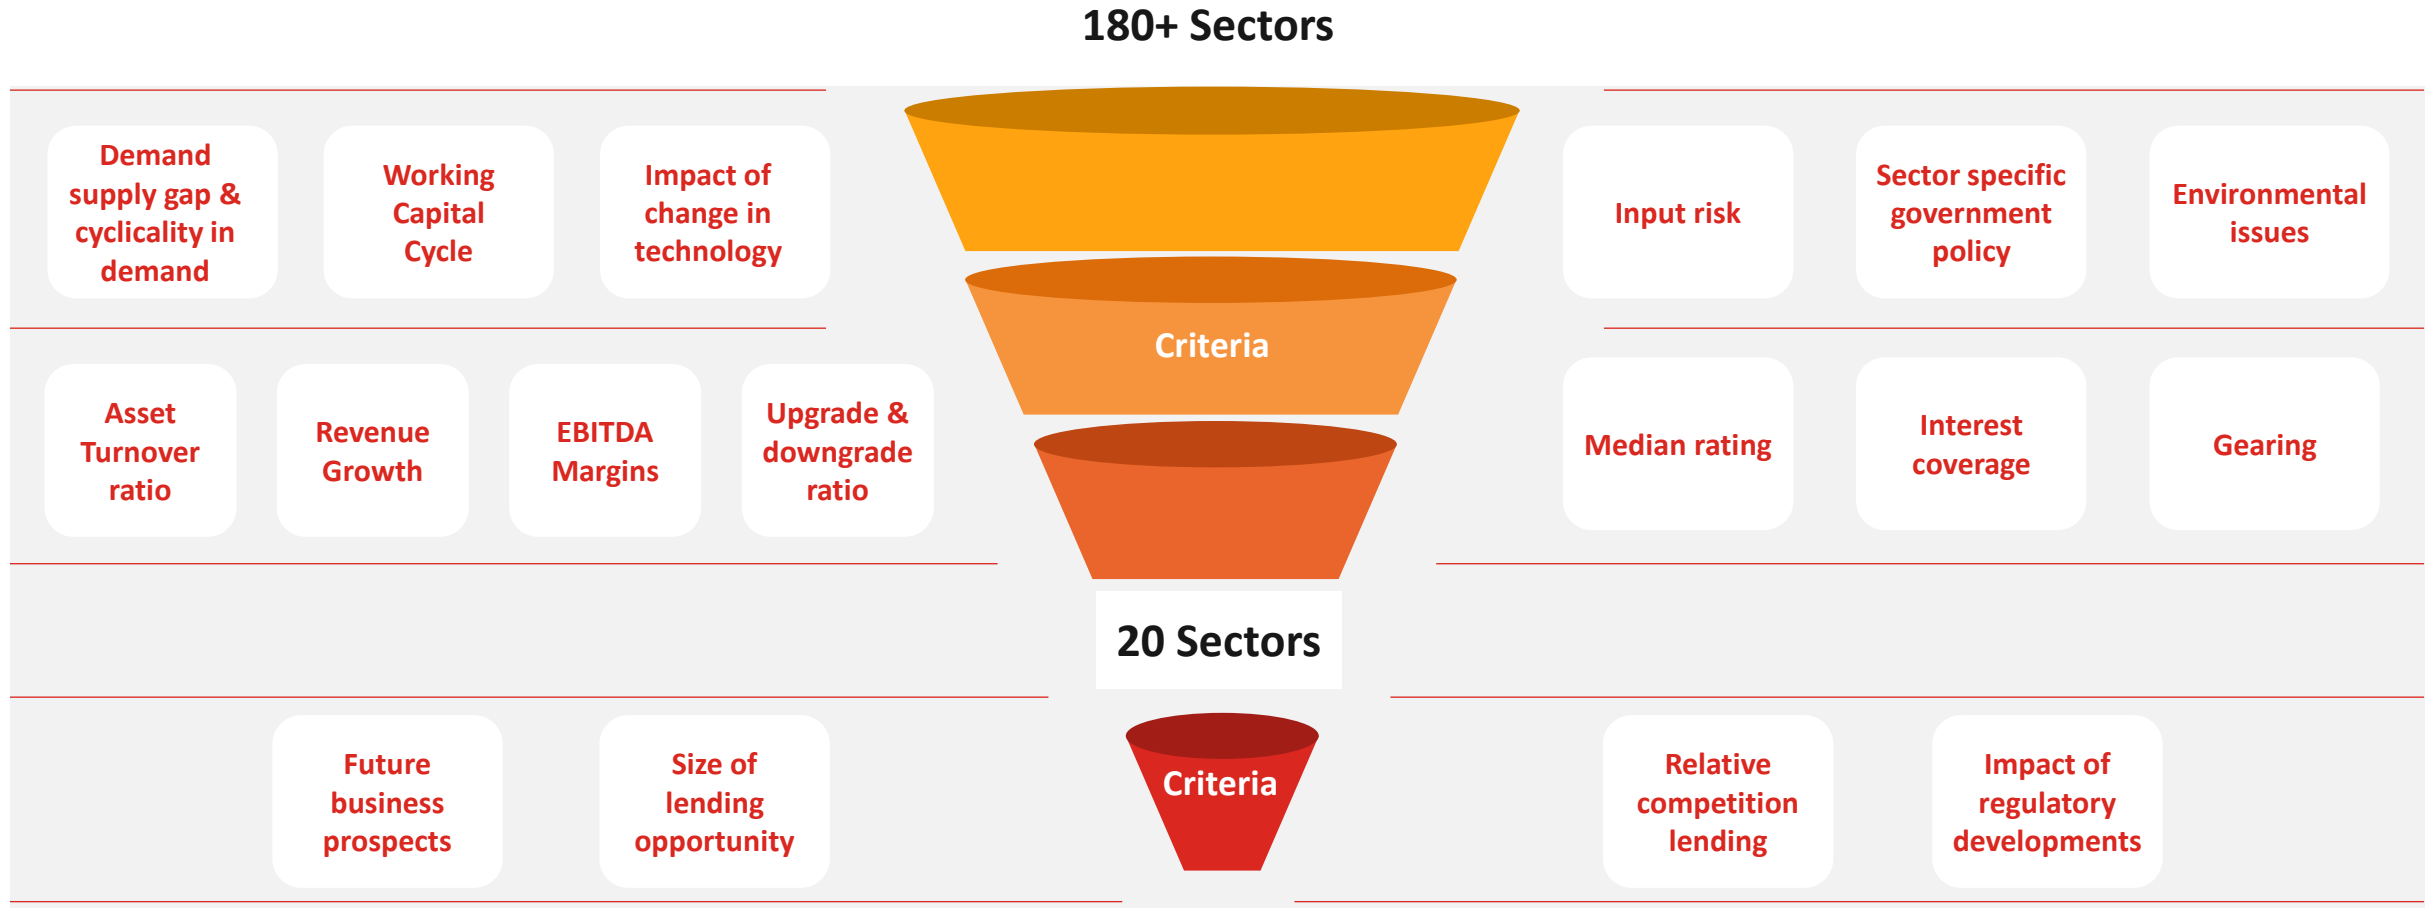 180+ Sectors
Demand
supply gap &
cyclicality in
demand
Working
Capital
Cycle
Impact of
change in
technology
Input risk
Sector specific
government
policy
Environmental
issues
Criteria
Asset
Turnover
ratio
Revenue
Growth
EBITDA
Margins
Upgrade &
downgrade
ratio
Median rating
Interest
coverage
Gearing
20 Sectors
Future
business
prospects
Size of
lending
opportunity
Criteria
Relative
competition
lending
Impact of
regulatory
developments